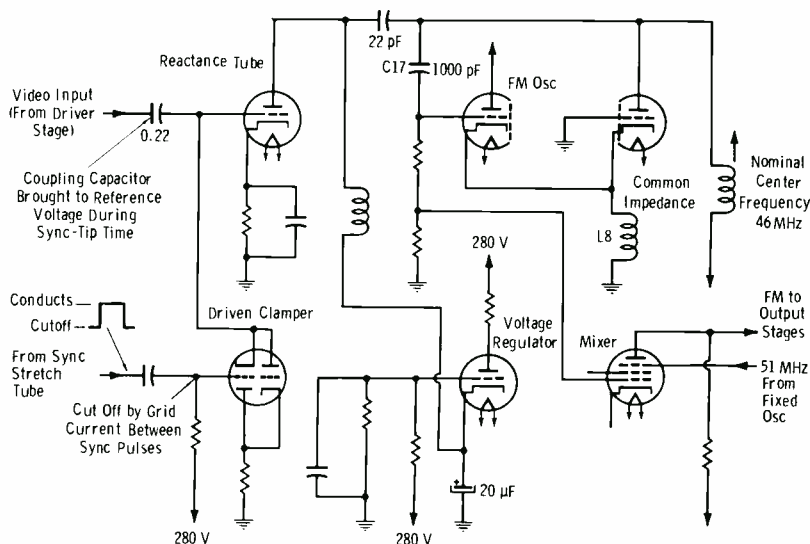 22 pF
Reactance Tube
C17
1000 pF
FM Osc
Video Input
(From Driver
Stage)
0.22
Coupling Capacitor
Brought to Reference
Voltage During
Sync-Tip Time
Common
Impedance
L8
Nominal
Center
Frequency
46 MHz
280 V
Conducts
Cutoff
From Sync
Stretch
Tube
Driven Clamper
Voltage
Regulator
Mixer
FM to
Output
Stages
51 MHz
From
Fixed
Osc
Cut Off by Grid
Current Between
Sync Pulses
+
20 μF
280 V
280 V